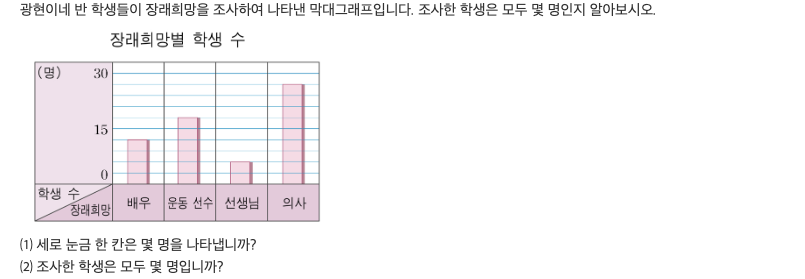 광현이네 반 학생들이 장래희망을 조사하여 나타낸 막대그래프입니다. 조사한 학생은 모두 몇 명인지 알아보시오.
장래희망별 학생 수
(명) 30
15
0
학생 수
장래희망 배우 운동 선수 선생님 의사
(1) 세로 눈금 한 칸은 몇 명을 나타냅니까?
(2) 조사한 학생은 모두 몇 명입니까?